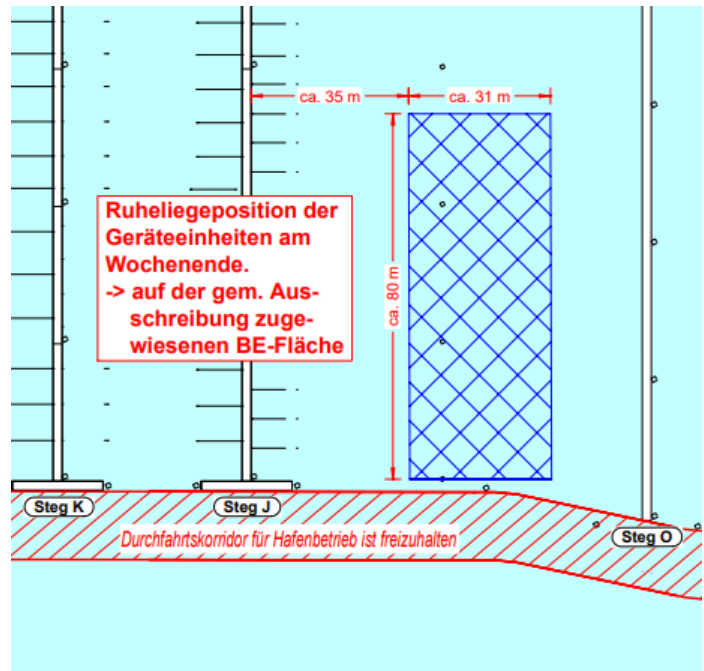 ca. 35 m
ca. 31 m
Ruheliegeposition der
Geräteeinheiten am
Wochenende.
-> auf der gem. Aus-
schreibung zuge-
wiesenen BE-Fläche
ca. 80 m
Steg K
Steg J
Steg O
Durchfahrtskorridor für Hafenbetrieb ist freizuhalten